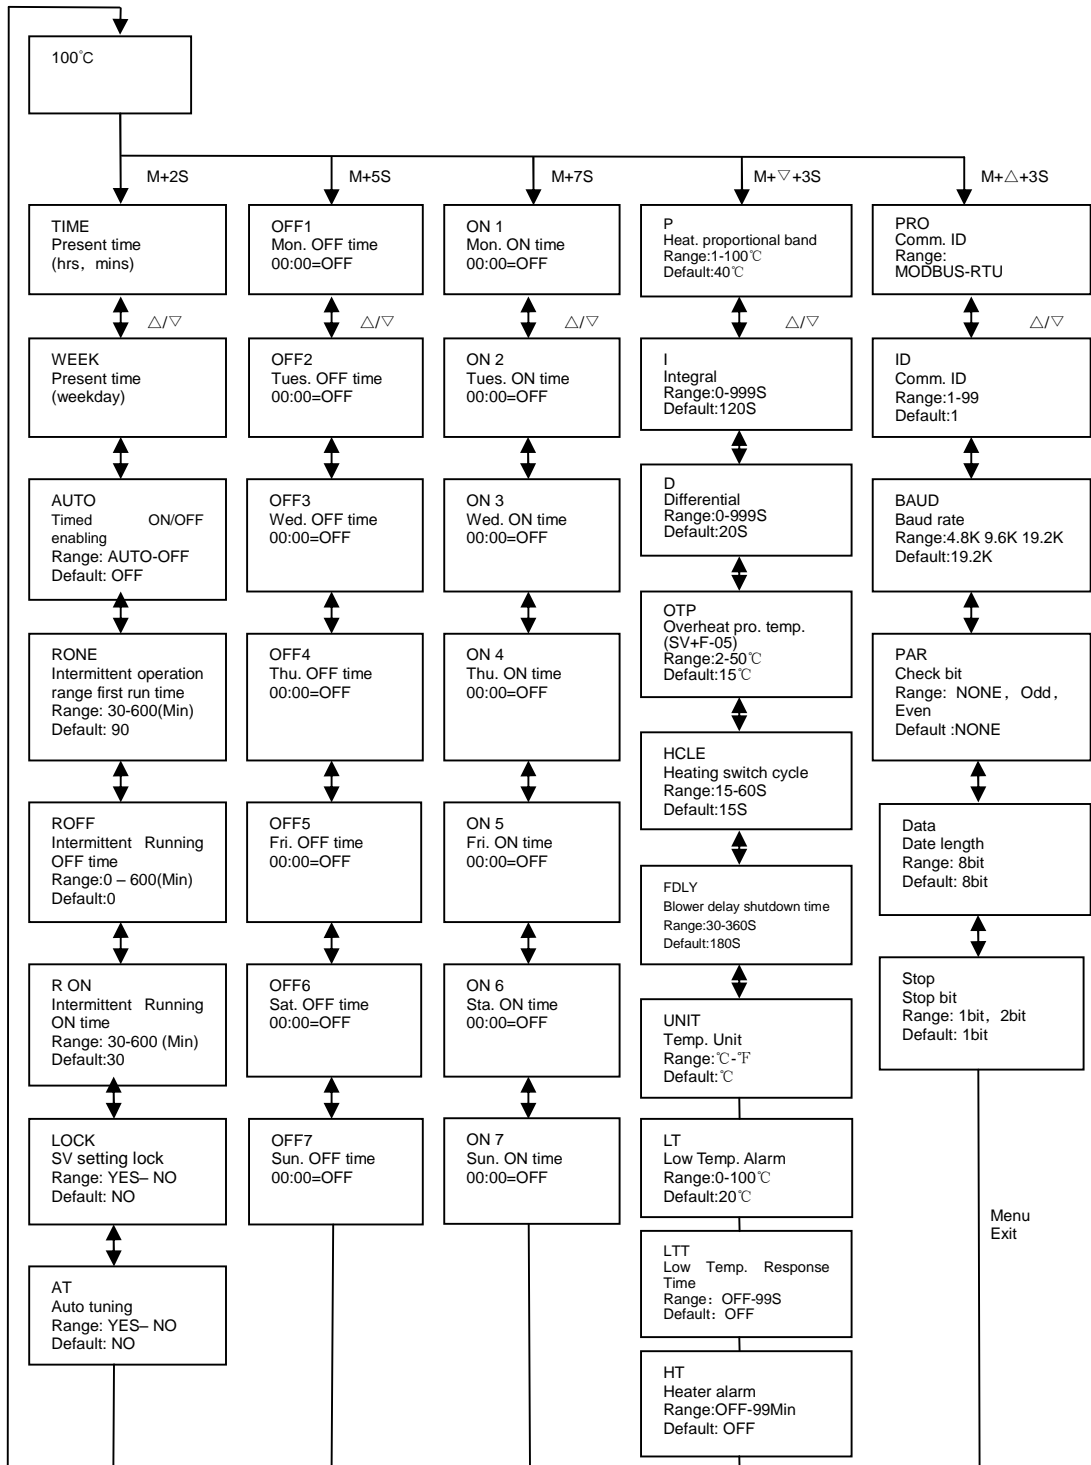 100℃
M+2S
M+5S
M+7S
M+▽+3S
M+△+3S
TIME
Present time
(hrs, mins)
△/▽
WEEK
Present time
(weekday)
AUTO
Timed ON/OFF
enabling
Range: AUTO-OFF
Default: OFF
RONE
Intermittent operation
range first run time
Range: 30-600(Min)
Default: 90
ROFF
Intermittent Running
OFF time
Range:0 – 600(Min)
Default:0
R ON
Intermittent Running
ON time
Range: 30-600 (Min)
Default:30
LOCK
SV setting lock
Range: YES– NO
Default: NO
AT
Auto tuning
Range: YES– NO
Default: NO
OFF1
Mon. OFF time
00:00=OFF
△/▽
OFF2
Tues. OFF time
00:00=OFF
OFF3
Wed. OFF time
00:00=OFF
OFF4
Thu. OFF time
00:00=OFF
OFF5
Fri. OFF time
00:00=OFF
OFF6
Sat. OFF time
00:00=OFF
OFF7
Sun. OFF time
00:00=OFF
ON 1
Mon. ON time
00:00=OFF
△/▽
ON 2
Tues. ON time
00:00=OFF
ON 3
Wed. ON time
00:00=OFF
ON 4
Thu. ON time
00:00=OFF
ON 5
Fri. ON time
00:00=OFF
ON 6
Sta. ON time
00:00=OFF
ON 7
Sun. ON time
00:00=OFF
P
Heat. proportional band
Range:1-100℃
Default:40℃
△/▽
I
Integral
Range:0-999S
Default:120S
D
Differential
Range:0-999S
Default:20S
OTP
Overheat pro. temp.
(SV+F-05)
Range:2-50℃
Default:15℃
HCLE
Heating switch cycle
Range:15-60S
Default:15S
FDLY
Blower delay shutdown time
Range:30-360S
Default:180S
UNIT
Temp. Unit
Range:℃-℉
Default:℃
LT
Low Temp. Alarm
Range:0-100℃
Default:20℃
LTT
Low Temp. Response
Time
Range: OFF-99S
Default: OFF
HT
Heater alarm
Range:OFF-99Min
Default: OFF
PRO
Comm. ID
Range:
MODBUS-RTU
△/▽
ID
Comm. ID
Range:1-99
Default:1
BAUD
Baud rate
Range:4.8K 9.6K 19.2K
Default:19.2K
PAR
Check bit
Range: NONE, Odd,
Even
Default :NONE
Data
Date length
Range: 8bit
Default: 8bit
Stop
Stop bit
Range: 1bit, 2bit
Default: 1bit
Menu
Exit